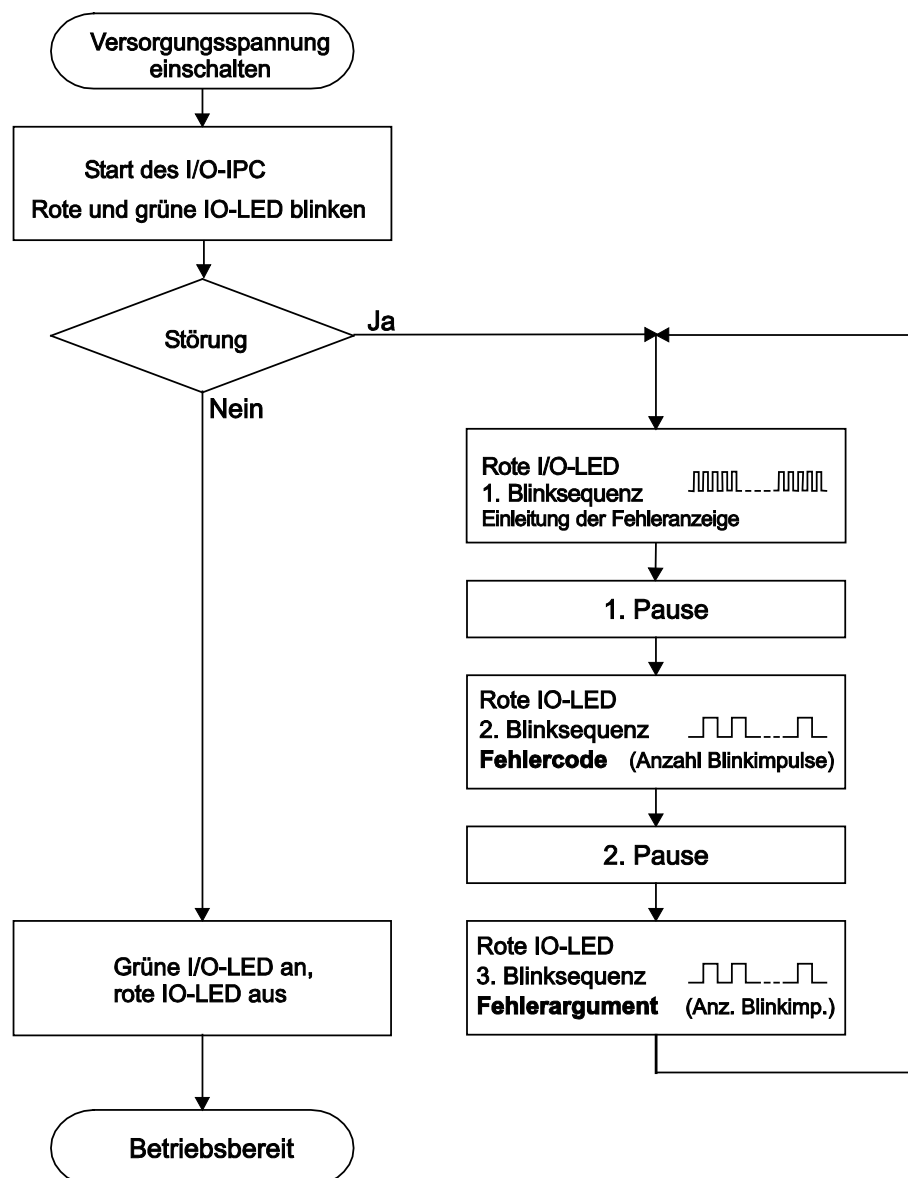 Versorgungsspannung
einschalten
Start des I/O-IPC
Rote und grüne IO-LED blinken
Störung
Ja
Nein
Rote I/O-LED
1. Blinksequenz
Einleitung der Fehleranzeige
1. Pause
Rote IO-LED
2. Blinksequenz
Fehlercode (Anzahl Blinkimpulse)
2. Pause
Rote IO-LED
3. Blinksequenz
Fehlerargument (Anz. Blinkimp.)
Grüne I/O-LED an,
rote IO-LED aus
Betriebsbereit